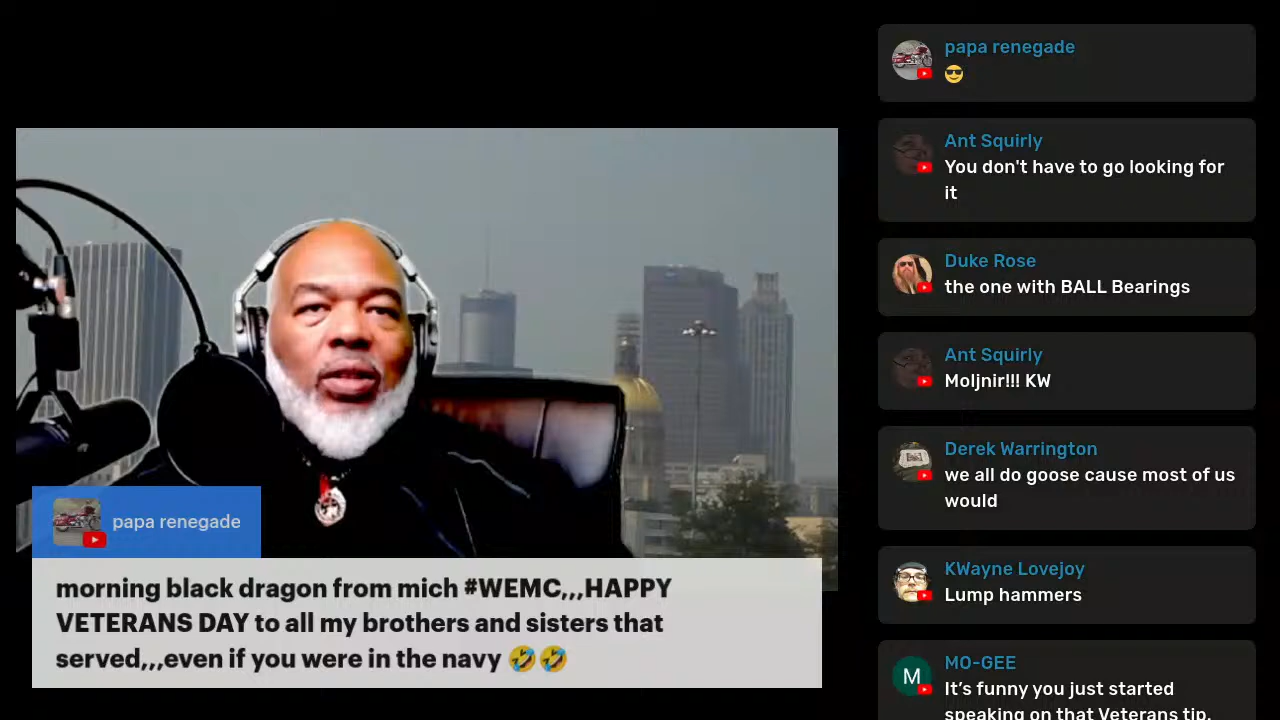 papa renegade
😎
Ant Squirly
You don't have to go looking for
it
Duke Rose
the one with BALL Bearings
Ant Squirly
Moljnir!!! KW
Derek Warrington
we all do goose cause most of us
would
KWayne Lovejoy
Lump hammers
M
MO-GEE
It's funny you just started
speaking on that Veterans tip.
papa renegade
morning black dragon from mich #WEMC,,,HAPPY
VETERANS DAY to all my brothers and sisters that
served,,,even if you were in the navy 🤣🤣